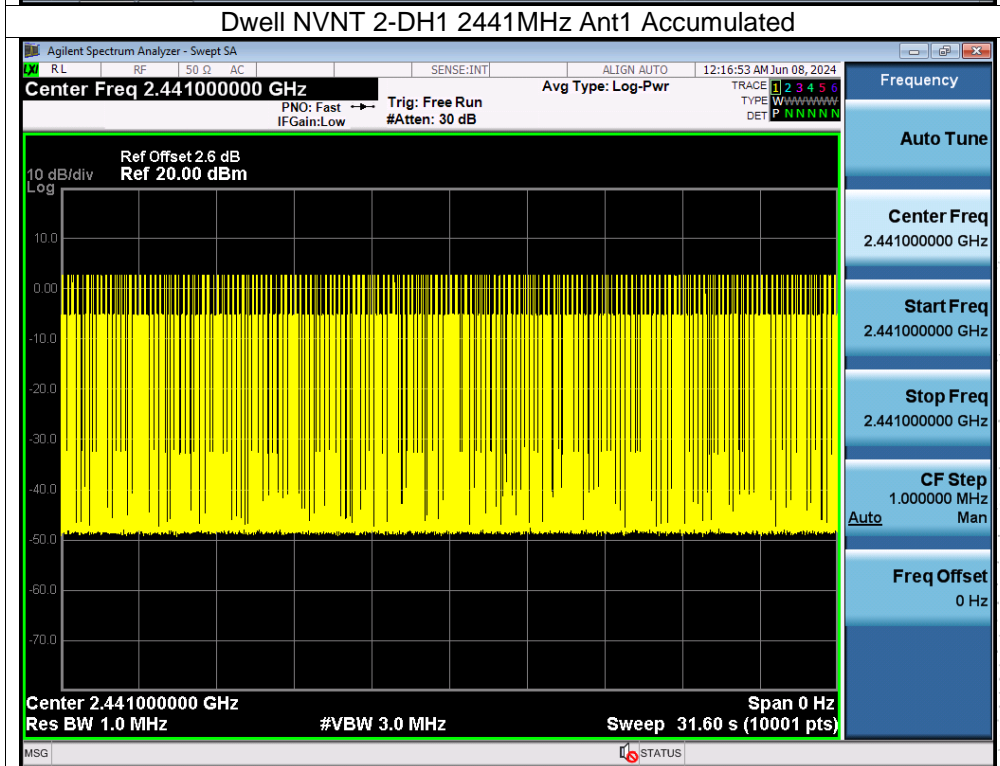 Dwell NVNT 2-DH1 2441MHz Ant1 Accumulated
Agilent Spectrum Analyzer - Swept SA
LXI RL RF 50 Ω AC SENSE:INT ALIGN AUTO 12:16:53 AM Jun 08, 2024
Center Freq 2.441000000 GHz
PNO: Fast
IFGain:Low
Trig: Free Run
#Atten: 30 dB
Avg Type: Log-Pwr
TRACE 1 2 3 4 5 6
TYPE WWWWWW
DET P N N N N N
Ref Offset 2.6 dB
10 dB/div Ref 20.00 dBm
Log
10.0
0.00
-10.0
-20.0
-30.0
-40.0
-50.0
-60.0
-70.0
Center 2.441000000 GHz Span 0 Hz
Res BW 1.0 MHz #VBW 3.0 MHz Sweep 31.60 s (10001 pts)
MSG STATUS
Frequency
Auto Tune
Center Freq
2.441000000 GHz
Start Freq
2.441000000 GHz
Stop Freq
2.441000000 GHz
CF Step
1.000000 MHz
Auto Man
Freq Offset
0 Hz